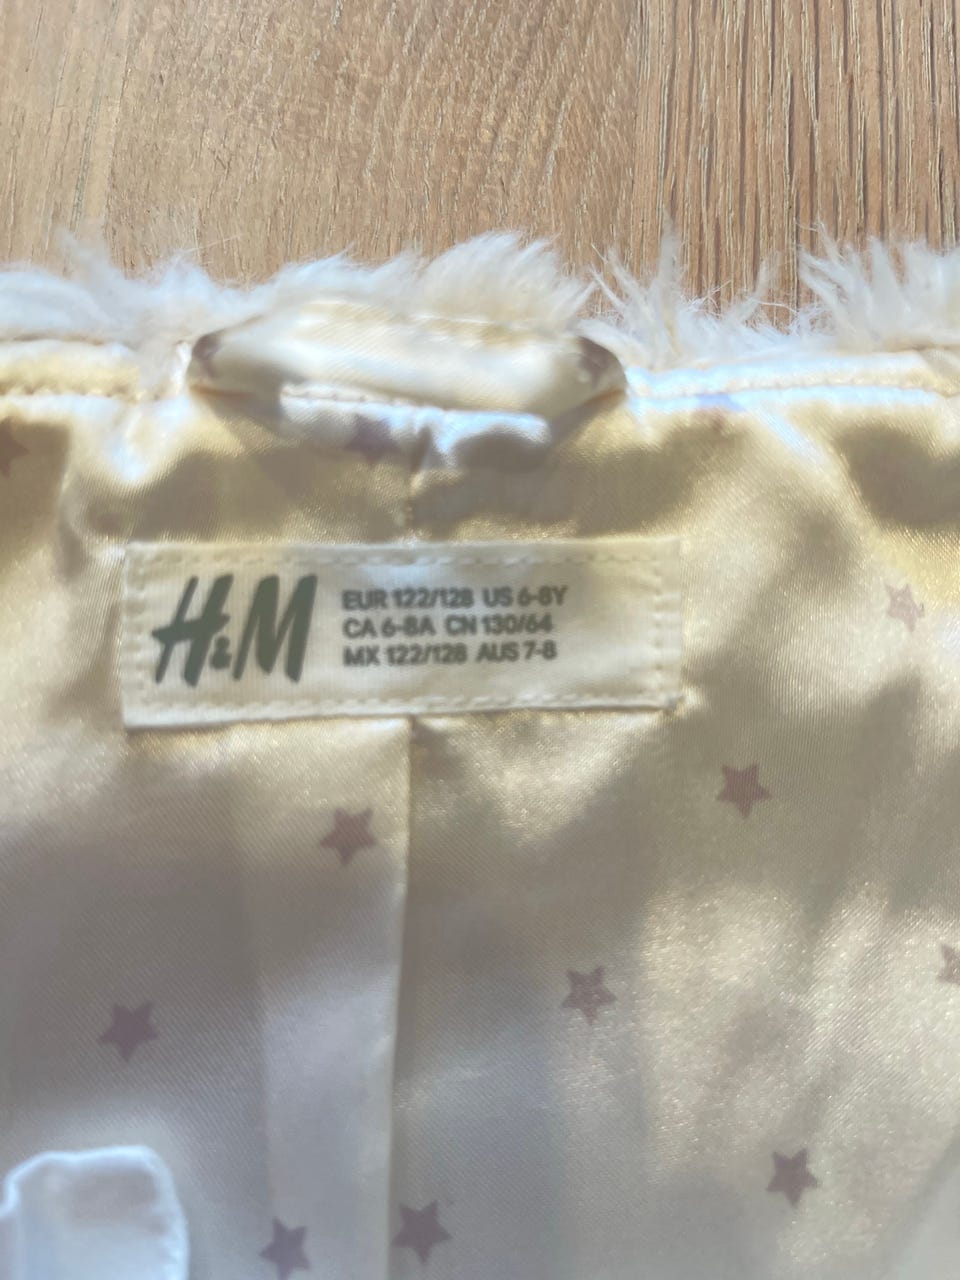 H&M
EUR 122/128 US 6-8Y
CA 6-8A CN 130/64
MX 122/128 AUS 7-8